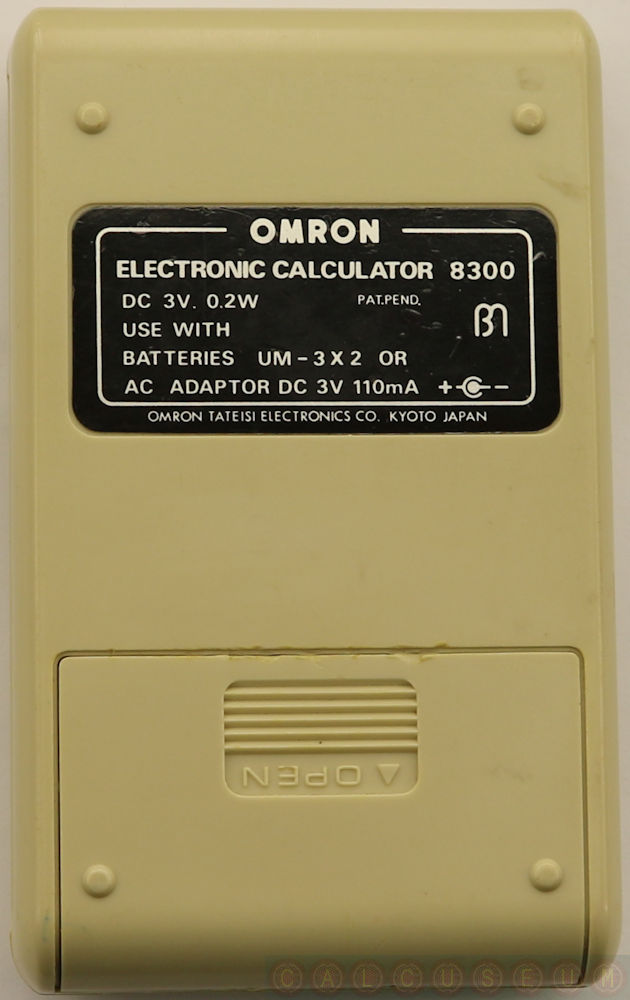 OMRON
ELECTRONIC CALCULATOR 8300
DC 3V. 0.2W PAT.PEND.
USE WITH
BATTERIES UM-3X2 OR
AC ADAPTOR DC 3V 110mA + -
OMRON TATEISI ELECTRONICS CO. KYOTO JAPAN
OPEN
CALCUSEUM